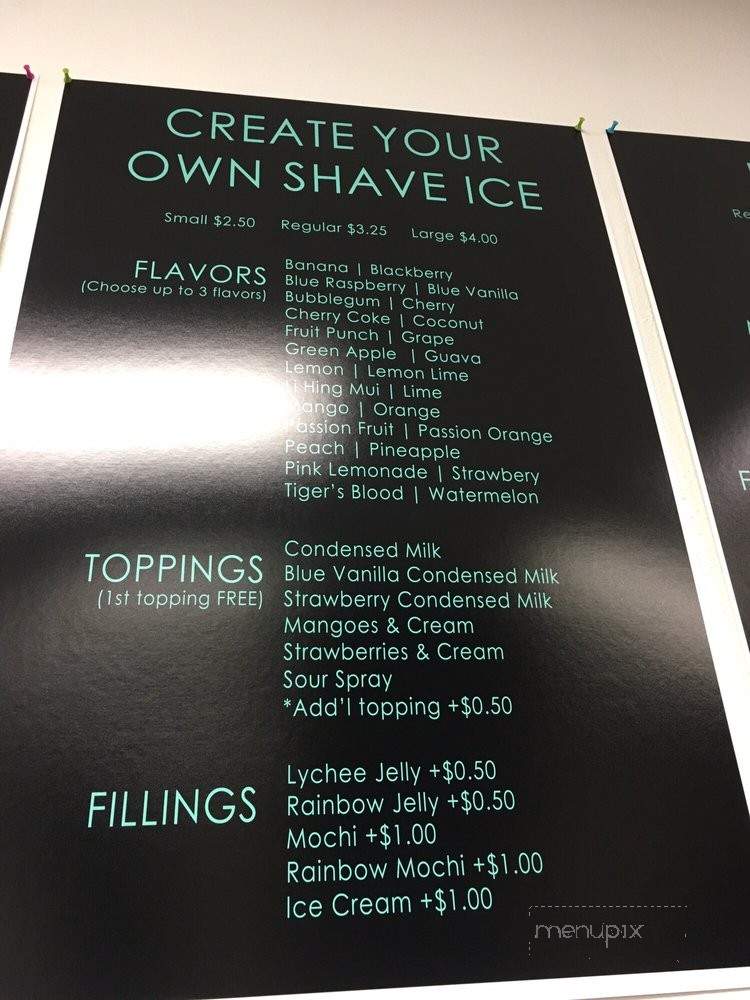 CREATE YOUR
OWN SHAVE ICE
Small $2.50 Regular $3.25 Large $4.00
FLAVORS
(Choose up to 3 flavors)
Banana | Blackberry
Blue Raspberry | Blue Vanilla
Bubblegum | Cherry
Cherry Coke | Coconut
Fruit Punch | Grape
Green Apple | Guava
Lemon | Lemon Lime
Li Hing Mui | Lime
Mango | Orange
Passion Fruit | Passion Orange
Peach | Pineapple
Pink Lemonade | Strawbery
Tiger's Blood | Watermelon
TOPPINGS
(1st topping FREE)
Condensed Milk
Blue Vanilla Condensed Milk
Strawberry Condensed Milk
Mangoes & Cream
Strawberries & Cream
Sour Spray
*Add'l topping +$0.50
FILLINGS
Lychee Jelly +$0.50
Rainbow Jelly +$0.50
Mochi +$1.00
Rainbow Mochi +$1.00
Ice Cream +$1.00
menupix